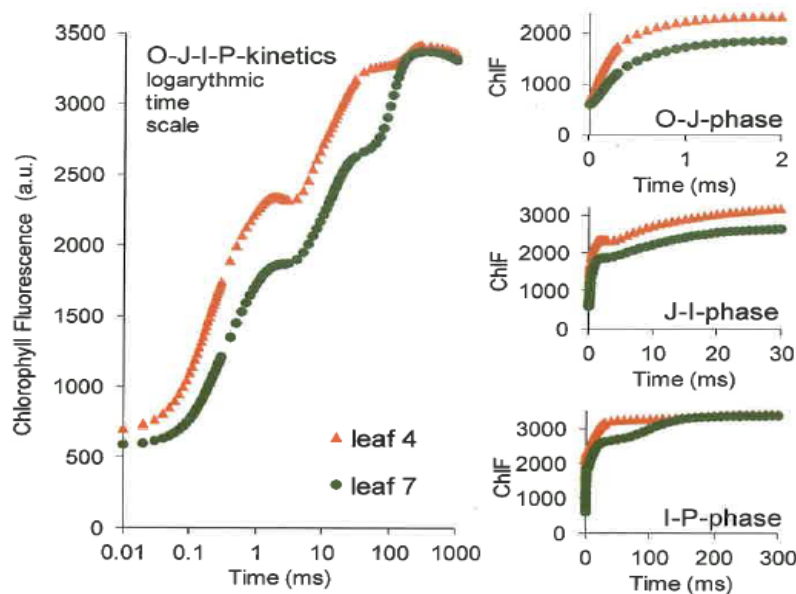 O-J-I-P-kinetics
logarythmic
time
scale
Chlorophyll Fluorescence (a.u.)
3500
3000
2500
2000
1500
1000
500
0
0.01 0.1 1 10 100 1000
Time (ms)
leaf 4
leaf 7
ChlF
2000
1000
0
O-J-phase
0 1 2
Time (ms)
ChlF
3000
2000
1000
0
J-I-phase
0 10 20 30
Time (ms)
ChlF
3000
2000
1000
0
I-P-phase
0 100 200 300
Time (ms)